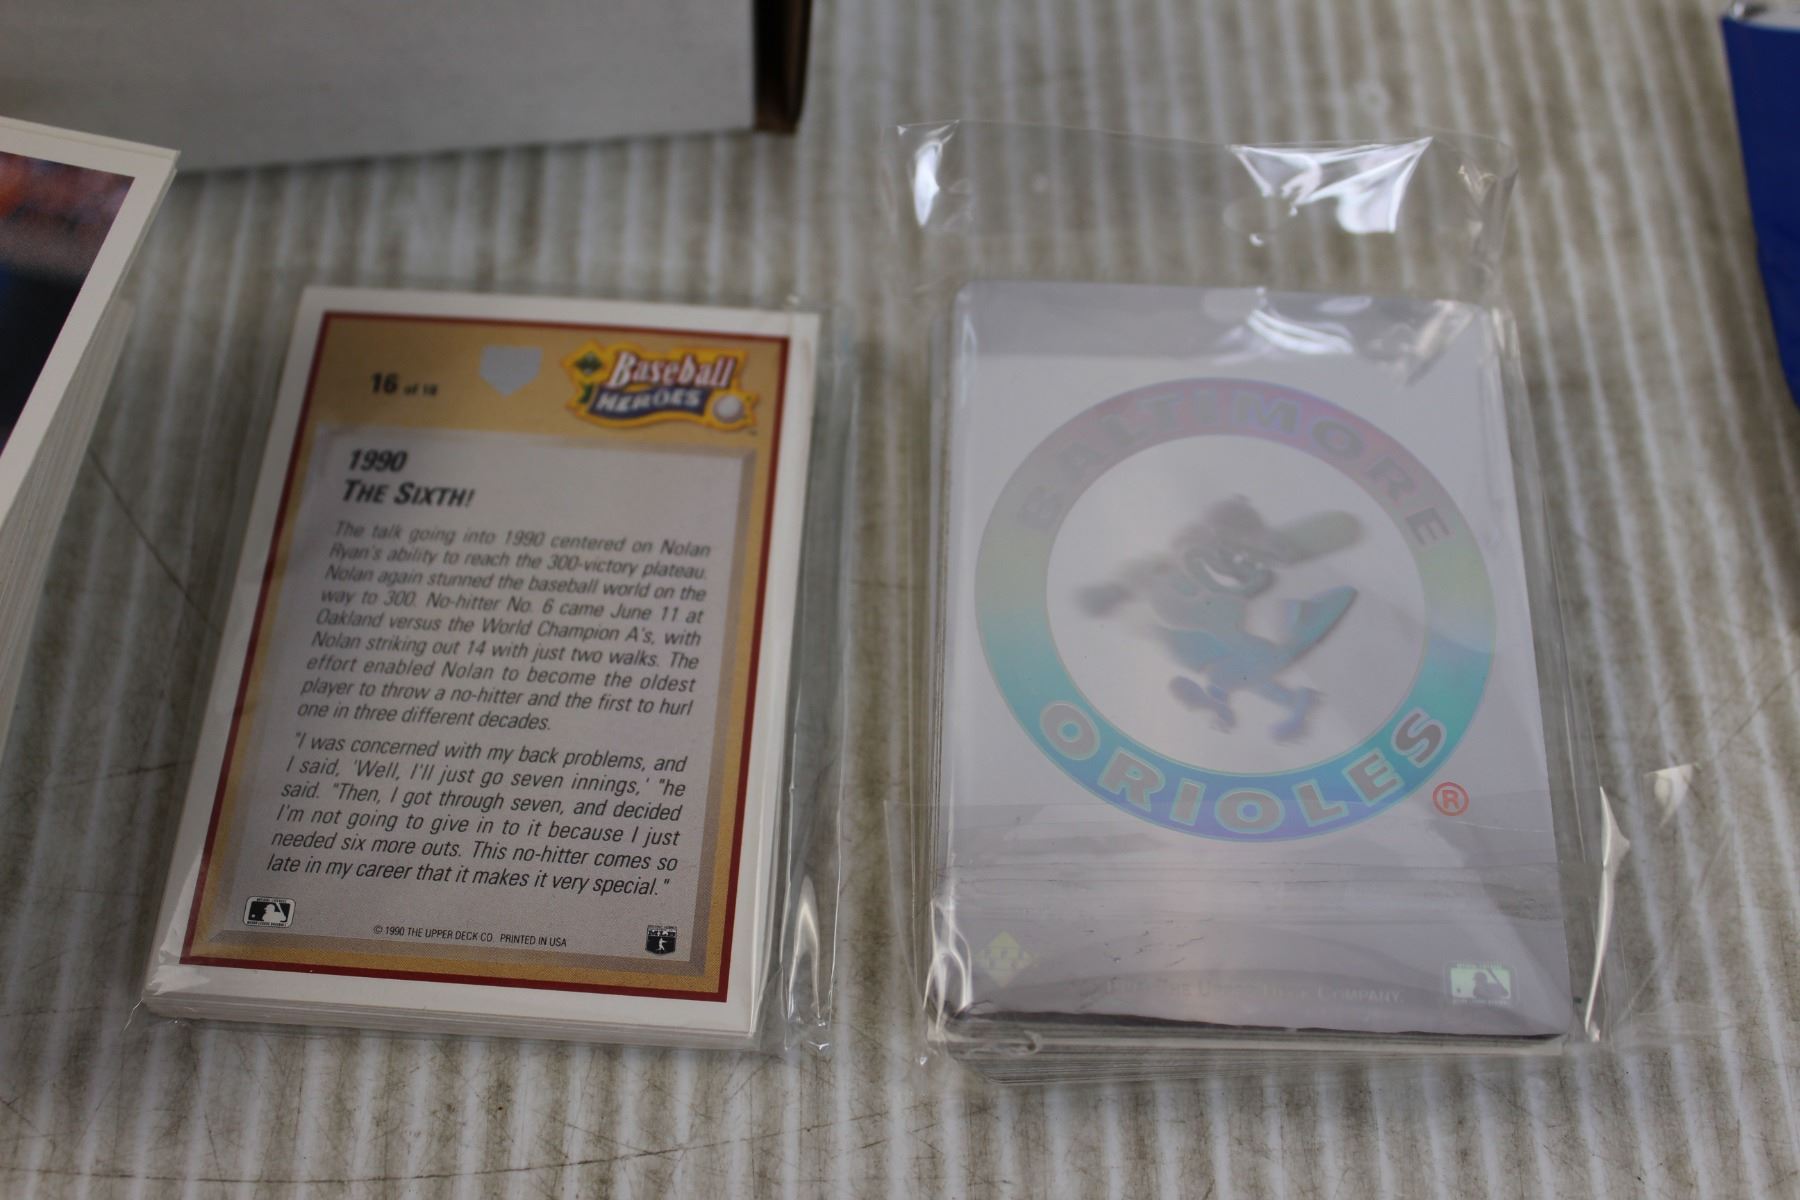 16 of 18
Baseball
HEROES
1990
THE SIXTH!
The talk going into 1990 centered on Nolan
Ryan's ability to reach the 300-victory plateau.
Nolan again stunned the baseball world on the
way to 300. No-hitter No. 6 came June 11 at
Oakland versus the World Champion A's, with
Nolan striking out 14 with just two walks. The
effort enabled Nolan to become the oldest
player to throw a no-hitter and the first to hurl
one in three different decades.
"I was concerned with my back problems, and
I said, 'Well, I'll just go seven innings,' "he
said. "Then, I got through seven, and decided
I'm not going to give in to it because I just
needed six more outs. This no-hitter comes so
late in my career that it makes it very special."
© 1990 THE UPPER DECK CO. PRINTED IN USA
BALTIMORE
ORIOLES
®
THE UPPER DECK COMPANY.